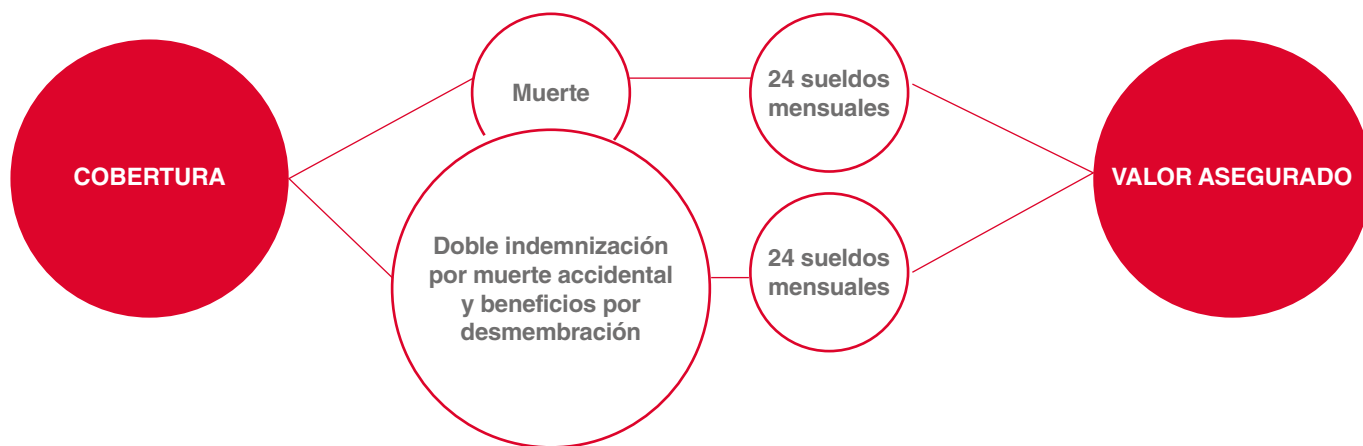 COBERTURA
Muerte
24 sueldos
mensuales
Doble indemnización
por muerte accidental
y beneficios por
desmembración
24 sueldos
mensuales
VALOR ASEGURADO